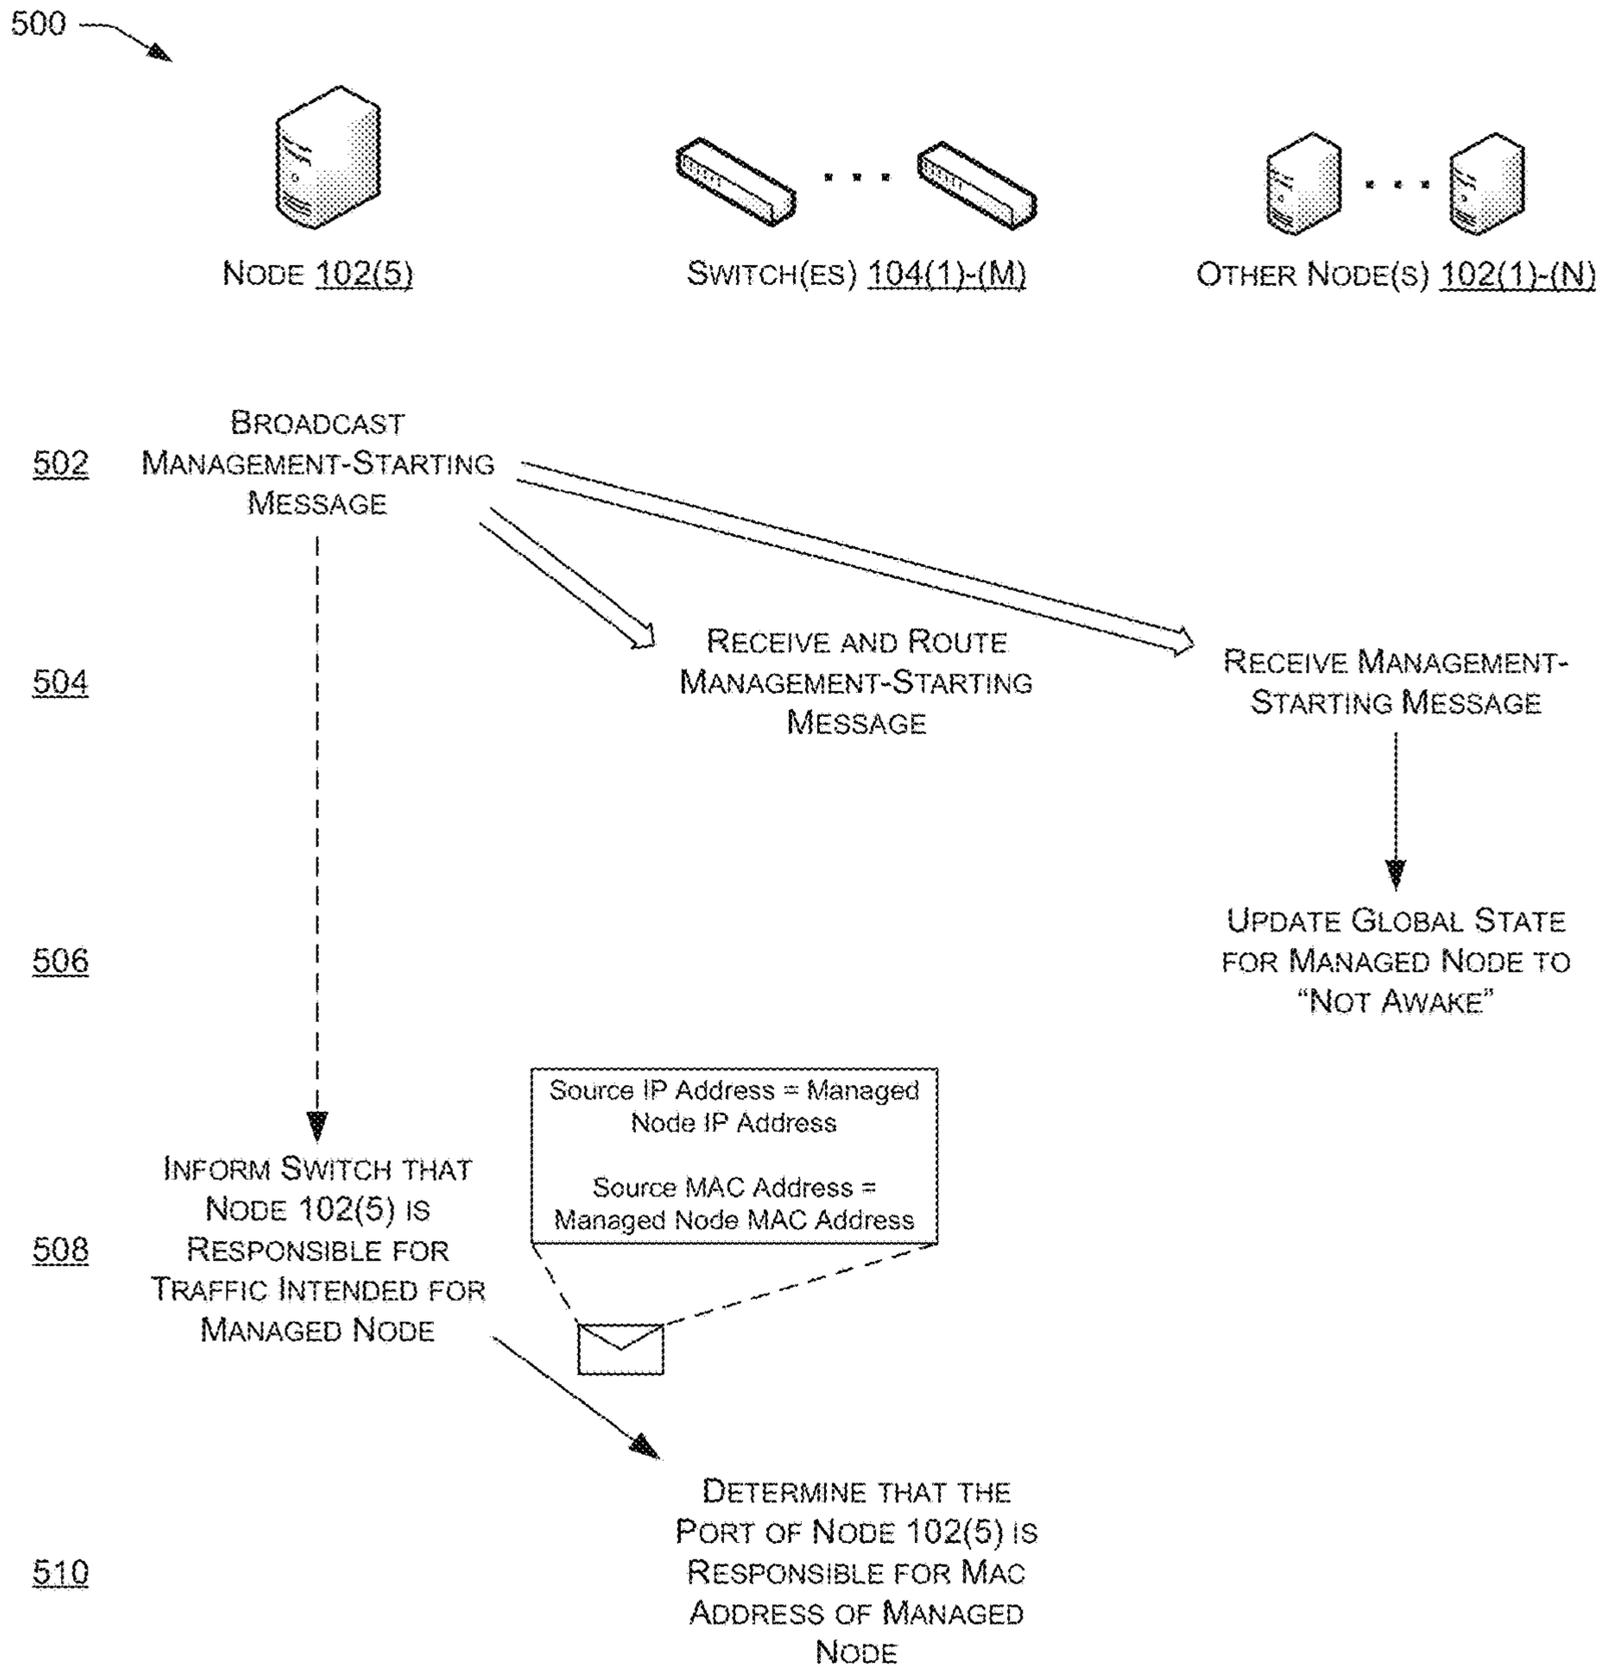 500
NODE 102(5)
SWITCH(ES) 104(1)-(M)
OTHER NODE(S) 102(1)-(N)
502
BROADCAST
MANAGEMENT-STARTING
MESSAGE
504
RECEIVE AND ROUTE
MANAGEMENT-STARTING
MESSAGE
RECEIVE MANAGEMENT-
STARTING MESSAGE
506
UPDATE GLOBAL STATE
FOR MANAGED NODE TO
“NOT AWAKE”
508
INFORM SWITCH THAT
NODE 102(5) IS
RESPONSIBLE FOR
TRAFFIC INTENDED FOR
MANAGED NODE
Source IP Address = Managed
Node IP Address
Source MAC Address =
Managed Node MAC Address
510
DETERMINE THAT THE
PORT OF NODE 102(5) IS
RESPONSIBLE FOR MAC
ADDRESS OF MANAGED
NODE